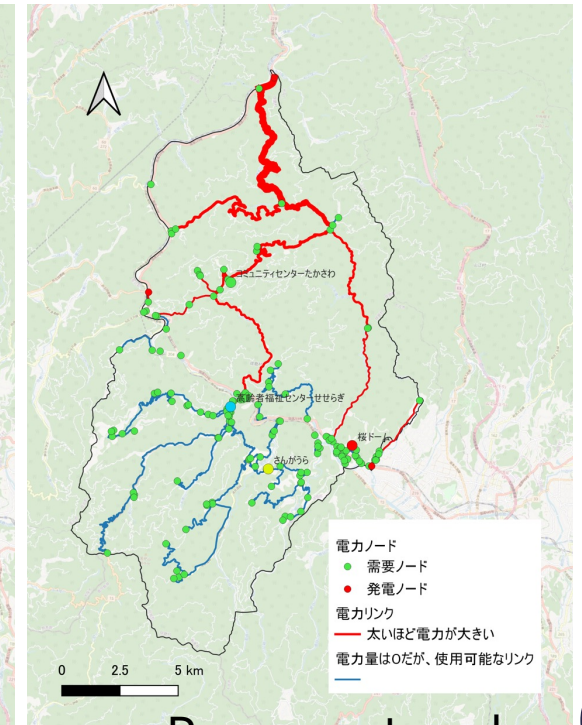 コミュニティセンターたかさわ
高齢者福祉センターせせらぎ
桜ドーム
さんがうら
電力ノード
需要ノード
発電ノード
電力リンク
太いほど電力が大きい
電力量は0だが、使用可能なリンク
0 2.5 5 km